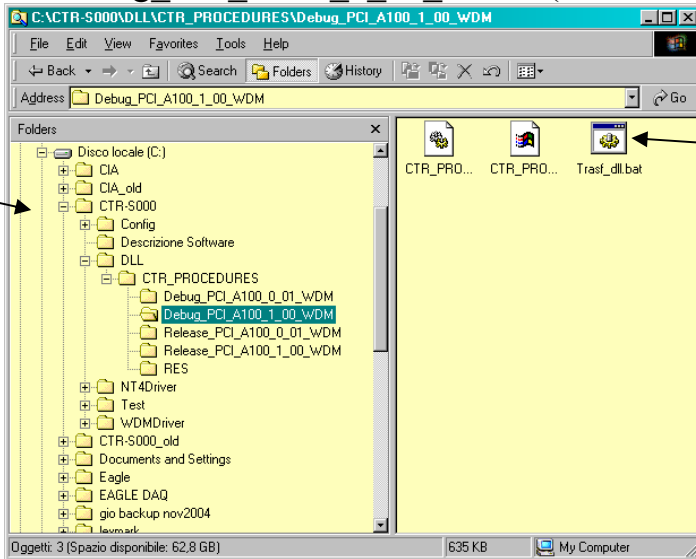 C:\CTR-S000\DLL\CTR_PROCEDURES\Debug_PCI_A100_1_00_WDM
File Edit View Favorites Tools Help
Back Search Folders History
Address Debug_PCI_A100_1_00_WDM Go
Folders
Disco locale (C:)
CIA
CIA_old
CTR-S000
Config
Descrizione Software
DLL
CTR_PROCEDURES
Debug_PCI_A100_0_01_WDM
Debug_PCI_A100_1_00_WDM
Release_PCI_A100_0_01_WDM
Release_PCI_A100_1_00_WDM
RES
NT4Driver
Test
WDMDriver
CTR-S000_old
Documents and Settings
Eagle
EAGLE DAQ
gio backup nov2004
CTR_PRO... CTR_PRO... Trasf_dll.bat
Oggetti: 3 (Spazio disponibile: 62,8 GB) 635 KB My Computer